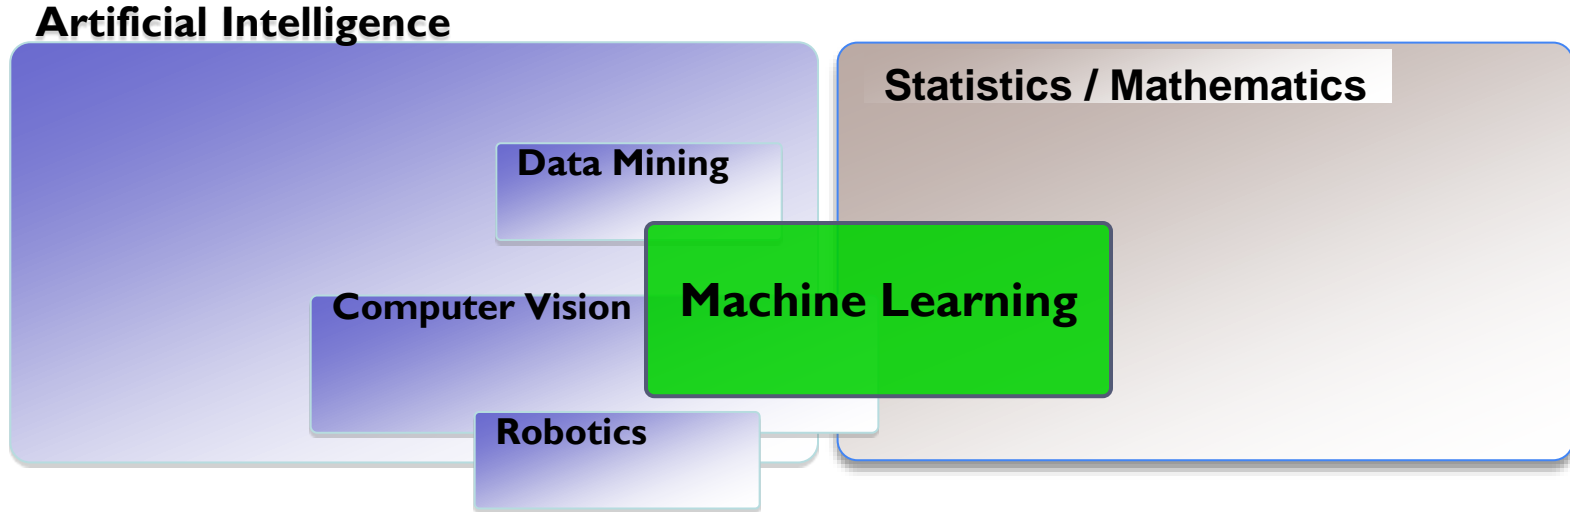 Artificial Intelligence
Statistics / Mathematics
Data Mining
Machine Learning
Computer Vision
Robotics